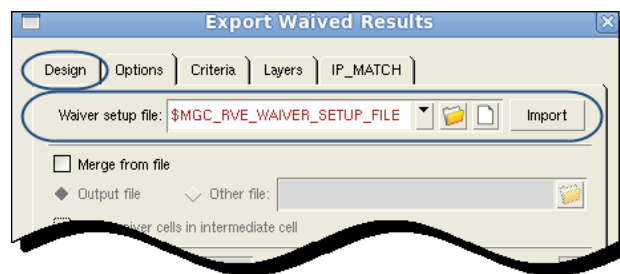 Export Waived Results
Design Options Criteria Layers IP_MATCH
Waiver setup file: $MGC_RVE_WAIVER_SETUP_FILE Import
Merge from file
Output file Other file:
cells in intermediate cell